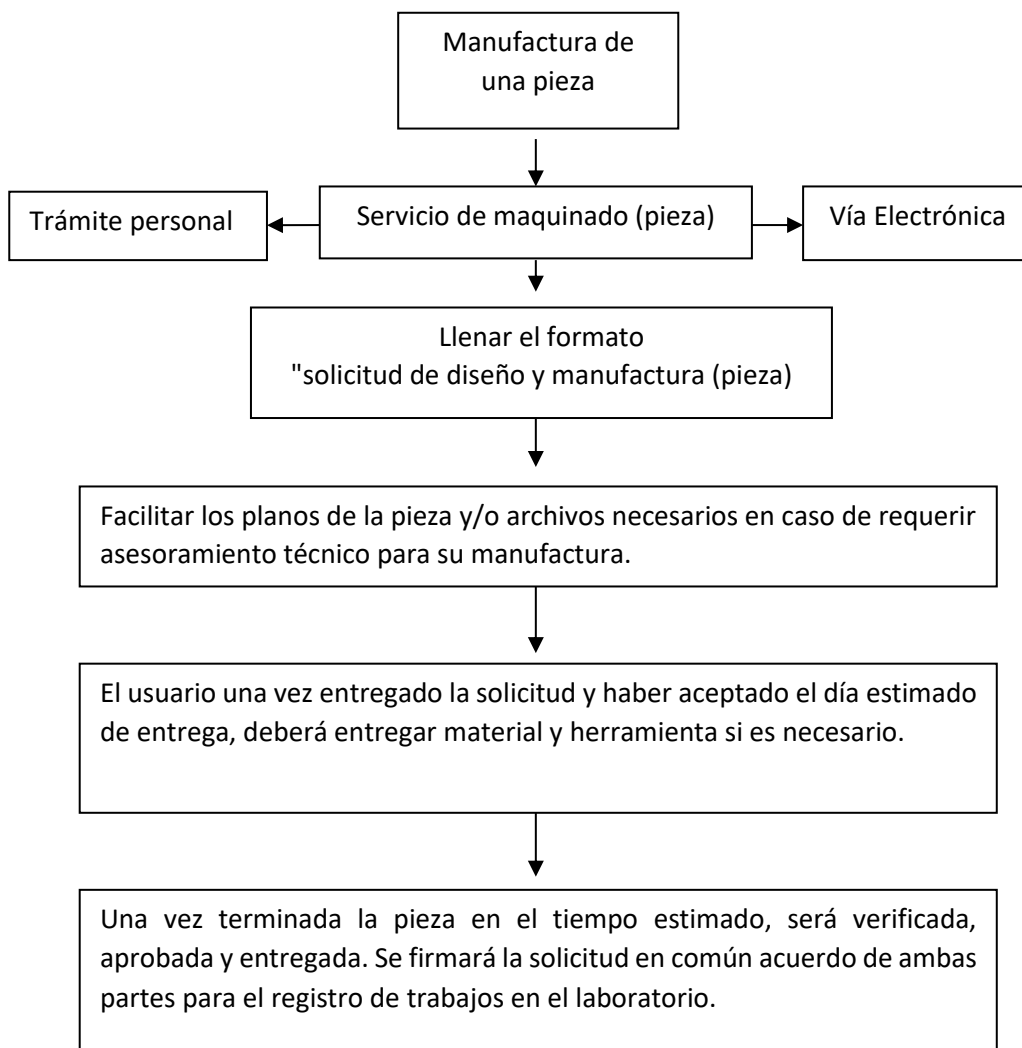 Manufactura de
una pieza
Trámite personal
Servicio de maquinado (pieza)
Vía Electrónica
Llenar el formato
"solicitud de diseño y manufactura (pieza)
Facilitar los planos de la pieza y/o archivos necesarios en caso de requerir
asesoramiento técnico para su manufactura.
El usuario una vez entregado la solicitud y haber aceptado el día estimado
de entrega, deberá entregar material y herramienta si es necesario.
Una vez terminada la pieza en el tiempo estimado, será verificada,
aprobada y entregada. Se firmará la solicitud en común acuerdo de ambas
partes para el registro de trabajos en el laboratorio.